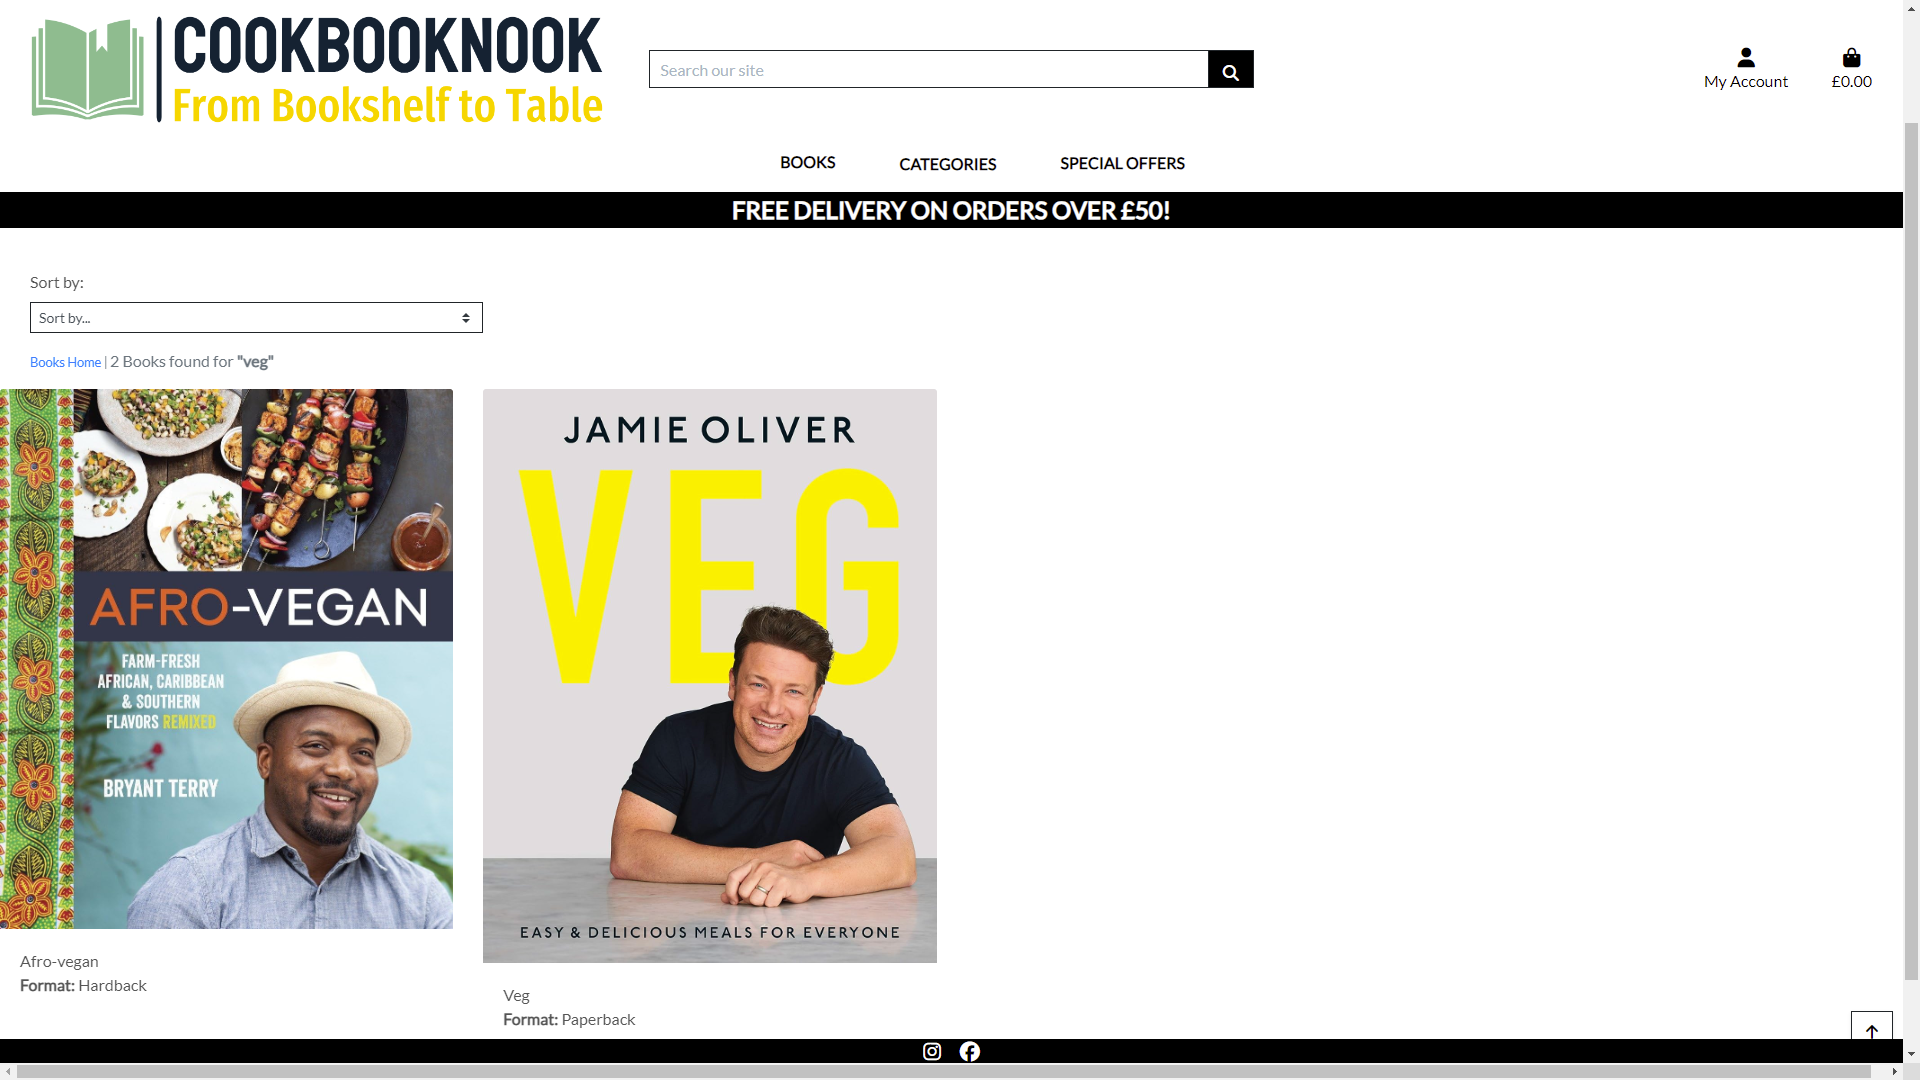 COOKBOOKNOOK
From Bookshelf to Table
Search our site
My Account
£0.00
BOOKS
CATEGORIES
SPECIAL OFFERS
FREE DELIVERY ON ORDERS OVER £50!
Sort by:
Sort by...
Books Home | 2 Books found for "veg"
AFRO-VEGAN
FARM-FRESH
AFRICAN, CARIBBEAN
& SOUTHERN
FLAVORS REMIXED
BRYANT TERRY
Afro-vegan
Format: Hardback
JAMIE OLIVER
VEG
EASY & DELICIOUS MEALS FOR EVERYONE
Veg
Format: Paperback